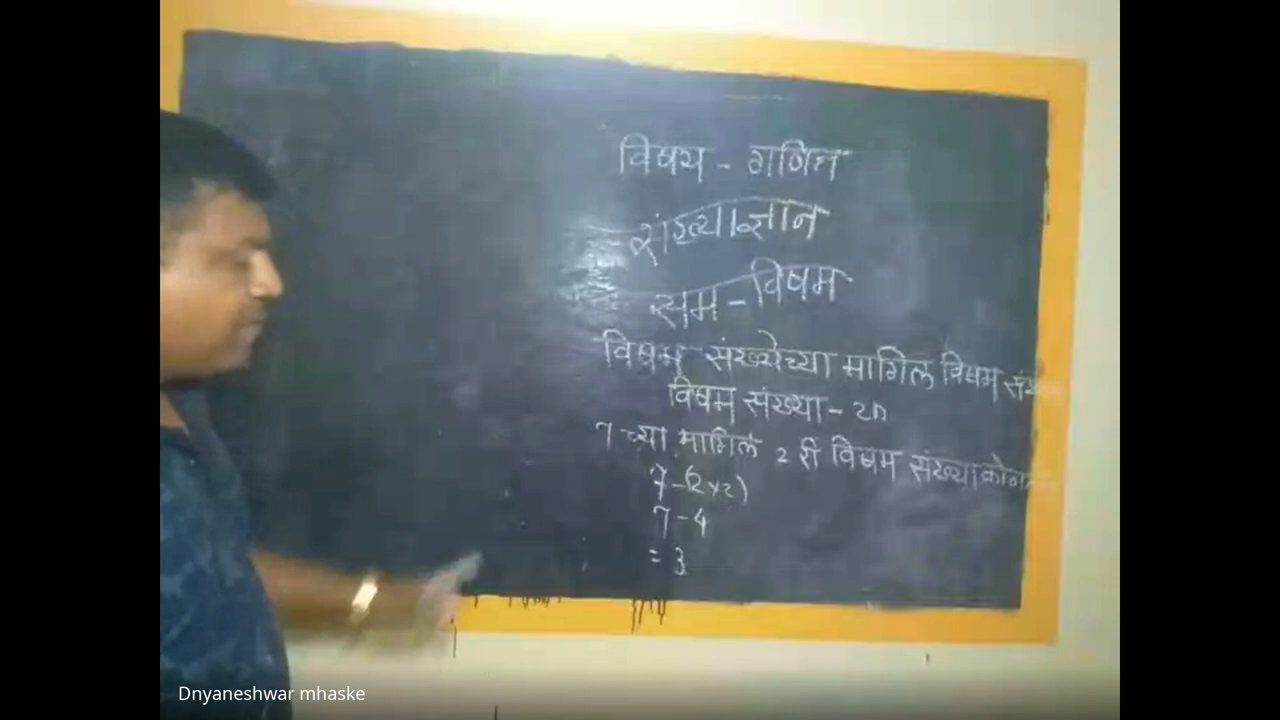 विषय - गणित
संख्याज्ञान
सम - विषम
विषम संख्येच्या मागिल विषम
विषम संख्या - 2n
7 च्या मागिल 2 री विषम संख्या
7-(2×2)
7-4
= 3
Dnyaneshwar mhaske